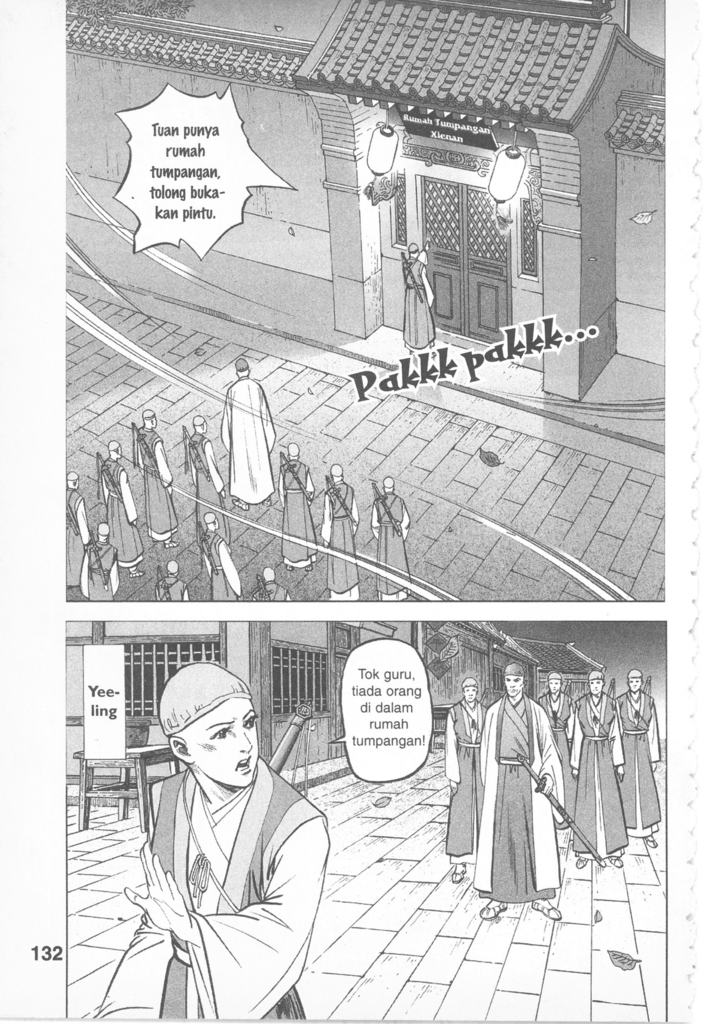 Rumah Tumpangan
Xienan
Tuan punya
rumah
tumpangan,
tolong buka-
kan pintu.
Pakkk pakkk...
Yee-
ling
Tok guru,
tiada orang
di dalam
rumah
tumpangan!
132